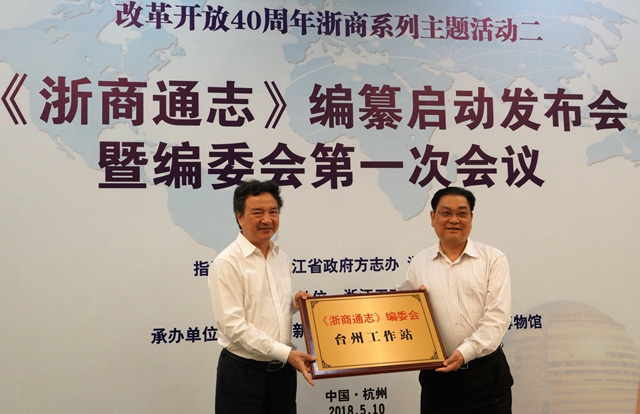 改革开放40周年浙商系列主题活动二
《浙商通志》编纂启动发布会
暨编委会第一次会议
江省政府方志办
承办单位
新
博物馆
《浙商通志》编委会
台州工作站
中国·杭州
2018.5.10